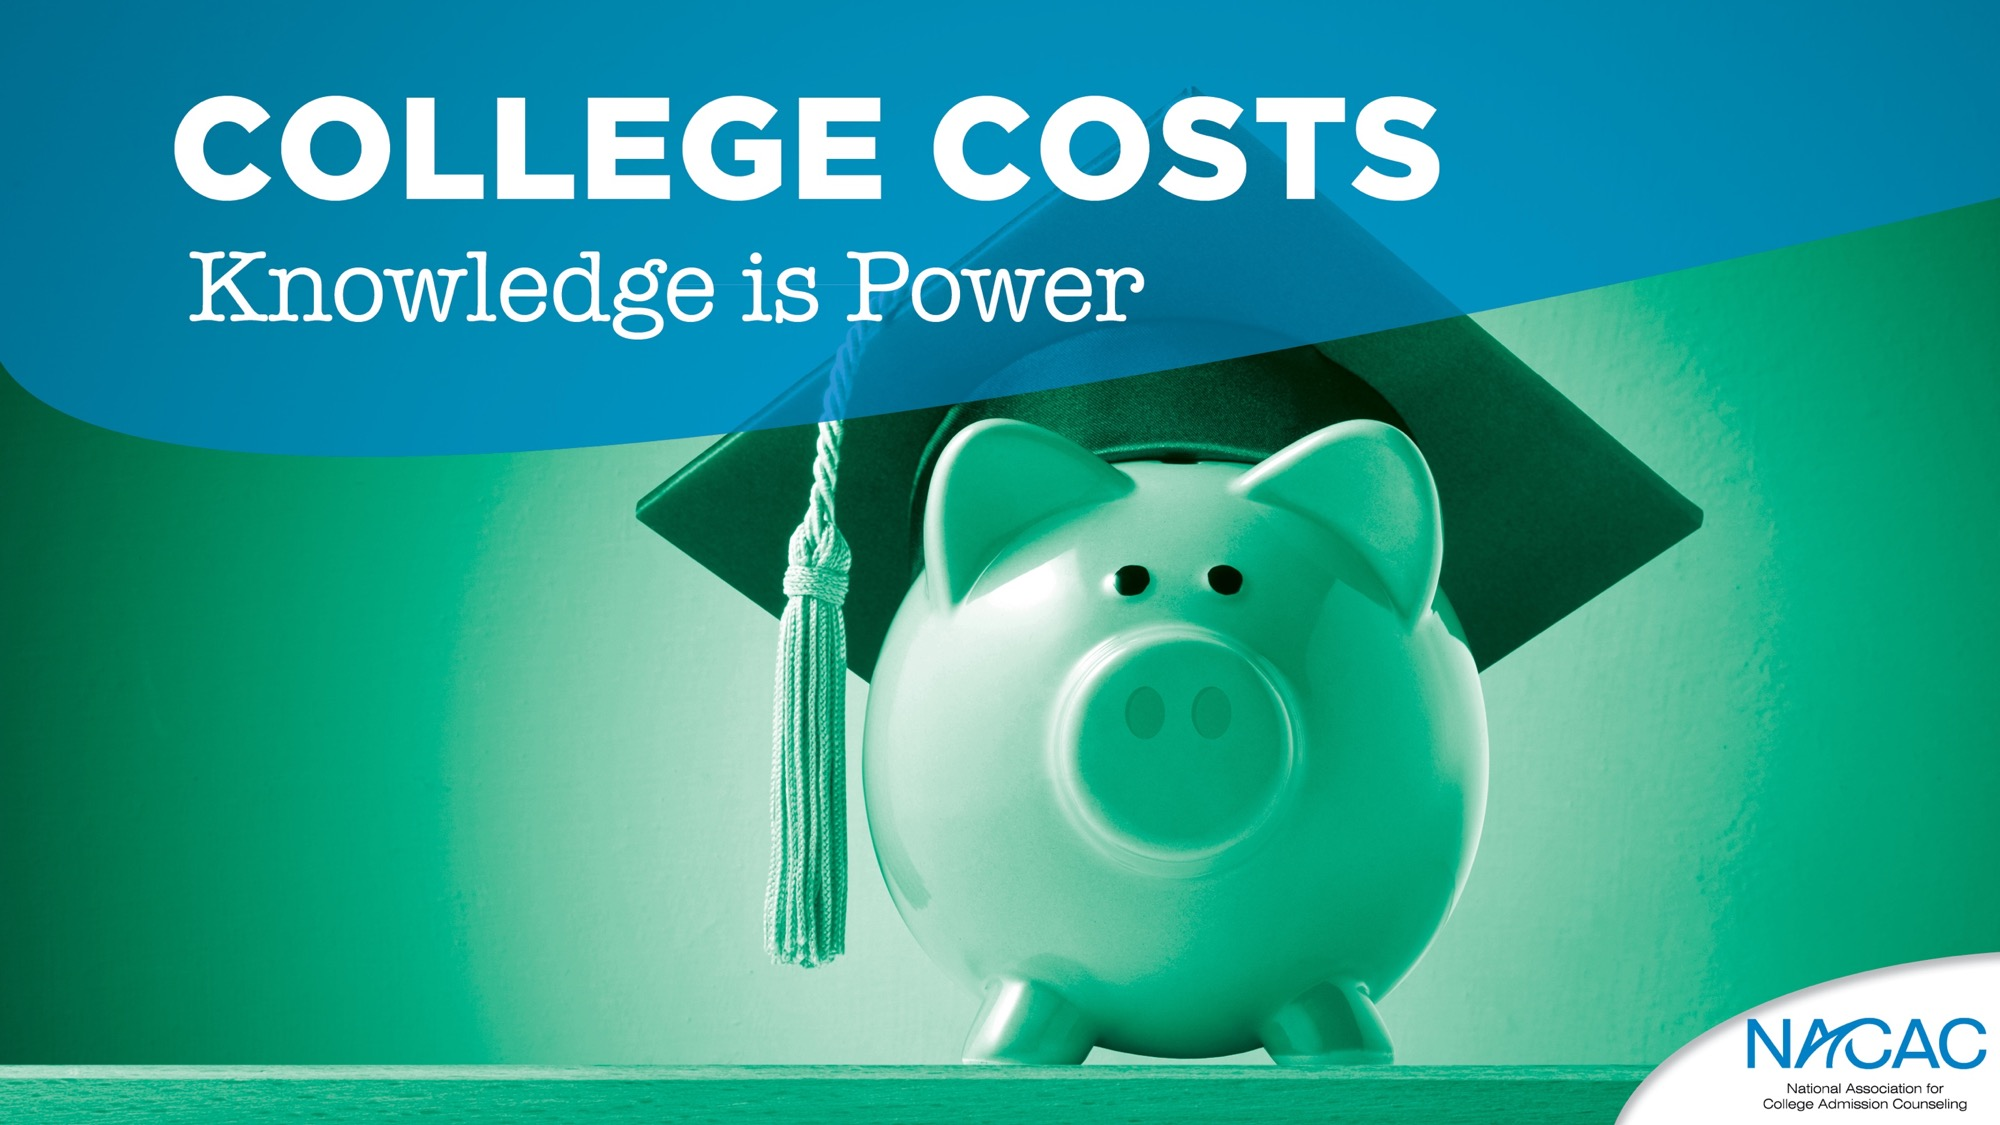 COLLEGE COSTS
Knowledge is Power
NACAC
National Association for
College Admission Counseling